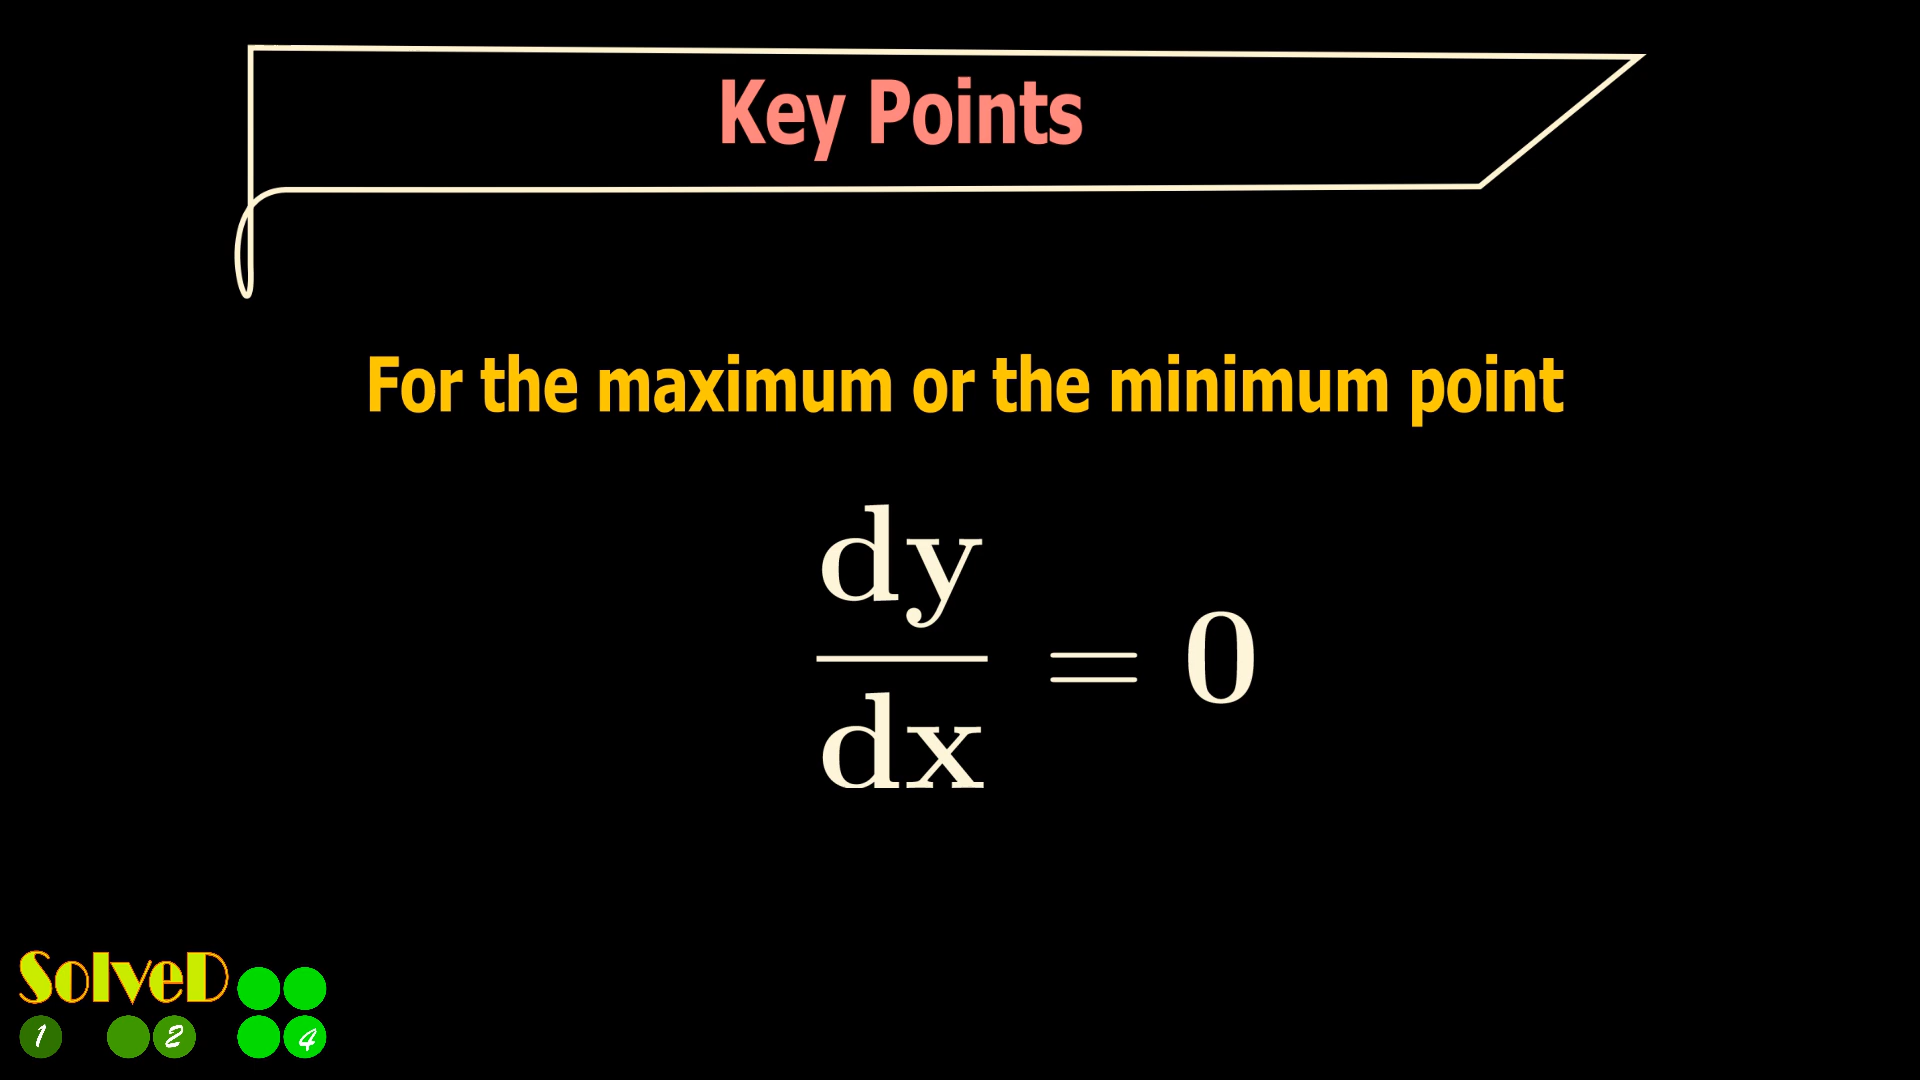 Key Points
For the maximum or the minimum point
dy
dx
= 0
SolveD
1 2 4